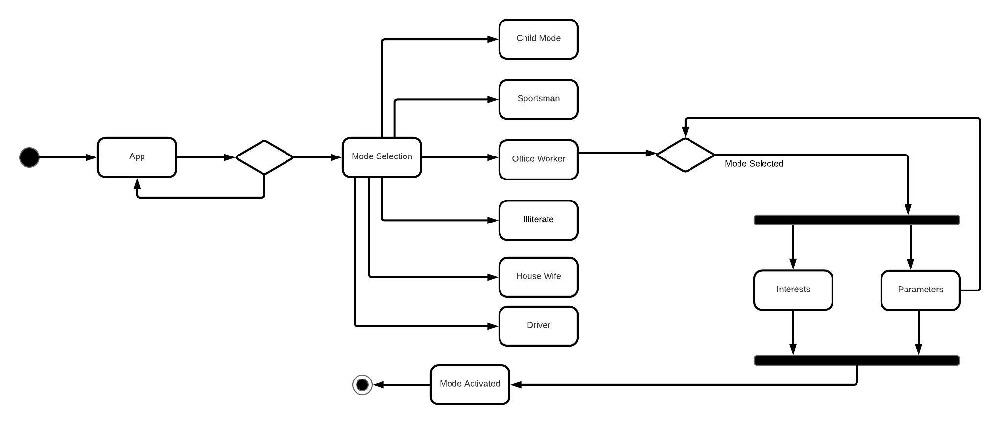 Child Mode
Sportsman
App
Mode Selection
Office Worker
Mode Selected
Illiterate
House Wife
Interests
Parameters
Driver
Mode Activated